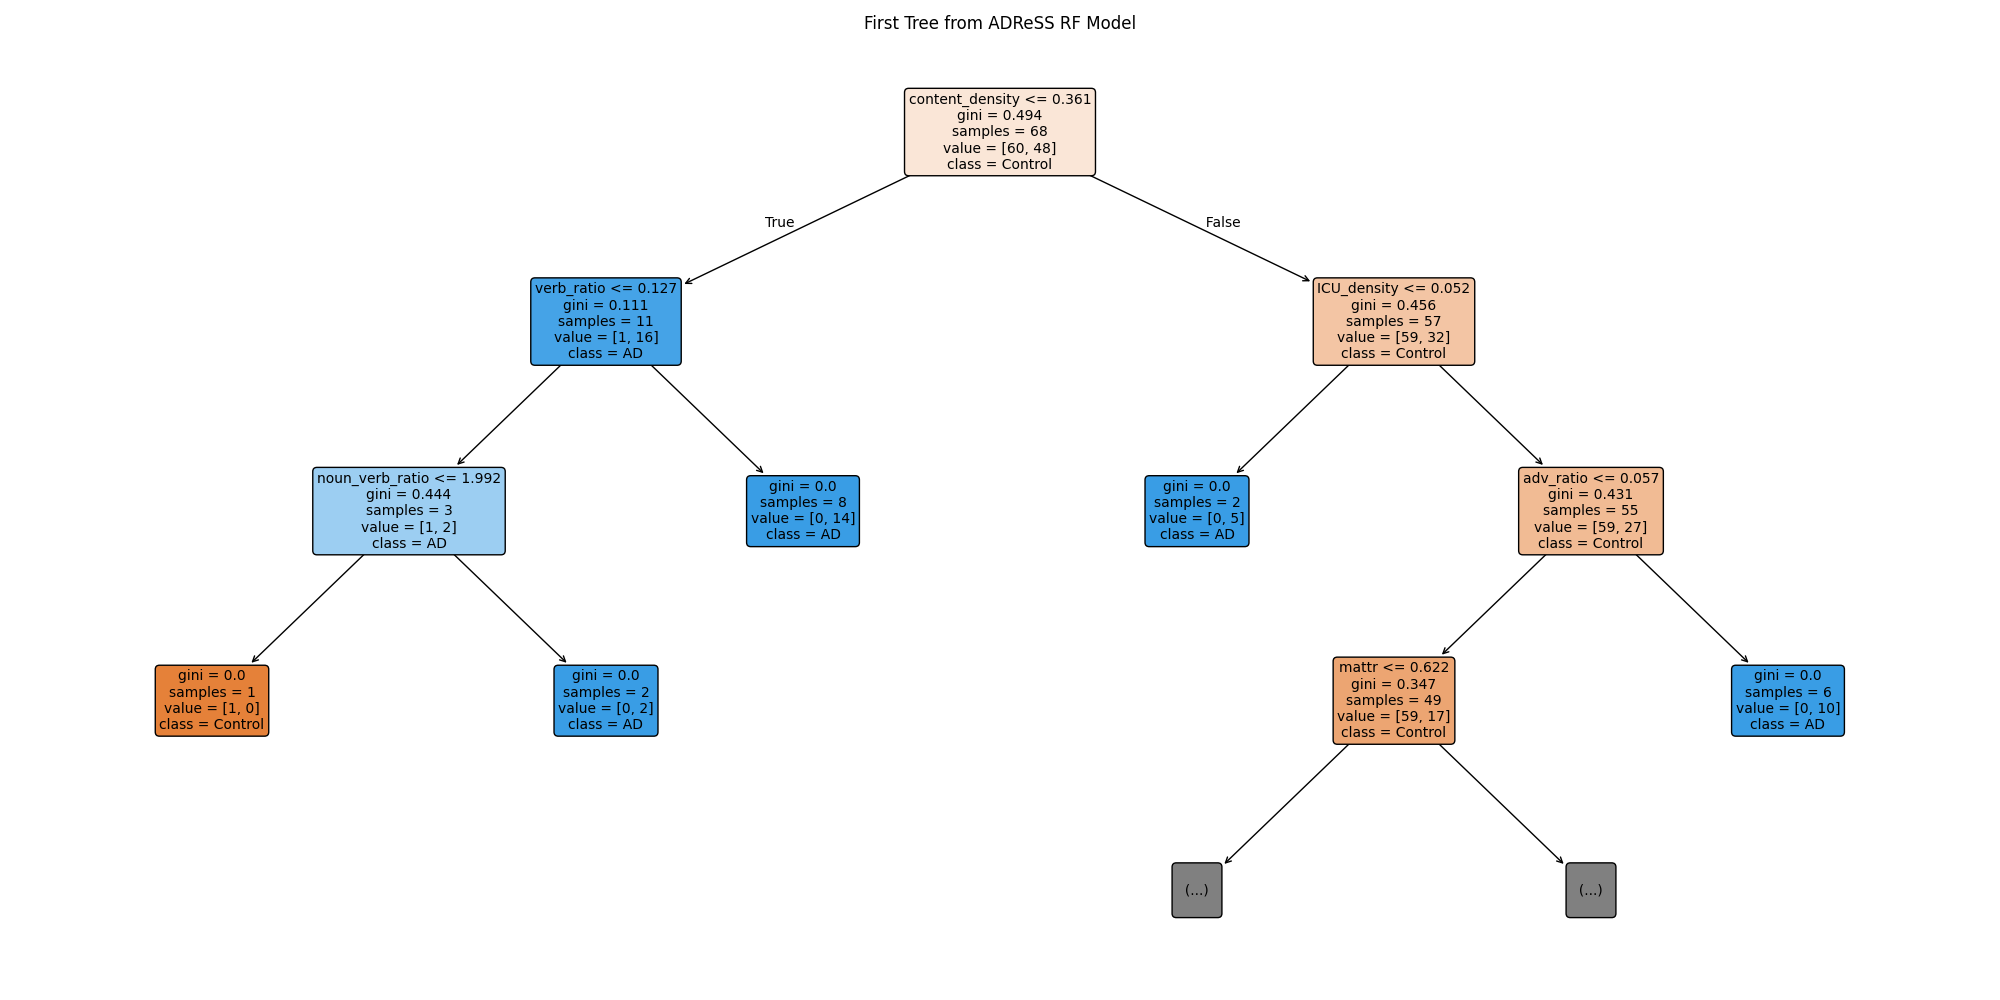 First Tree from ADReSS RF Model
content_density <= 0.361
gini = 0.494
samples = 68
value = [60, 48]
class = Control
True
False
verb_ratio <= 0.127
gini = 0.111
samples = 11
value = [1, 16]
class = AD
ICU_density <= 0.052
gini = 0.456
samples = 57
value = [59, 32]
class = Control
noun_verb_ratio <= 1.992
gini = 0.444
samples = 3
value = [1, 2]
class = AD
gini = 0.0
samples = 8
value = [0, 14]
class = AD
gini = 0.0
samples = 2
value = [0, 5]
class = AD
adv_ratio <= 0.057
gini = 0.431
samples = 55
value = [59, 27]
class = Control
gini = 0.0
samples = 1
value = [1, 0]
class = Control
gini = 0.0
samples = 2
value = [0, 2]
class = AD
mattr <= 0.622
gini = 0.347
samples = 49
value = [59, 17]
class = Control
gini = 0.0
samples = 6
value = [0, 10]
class = AD
(...)
(...)